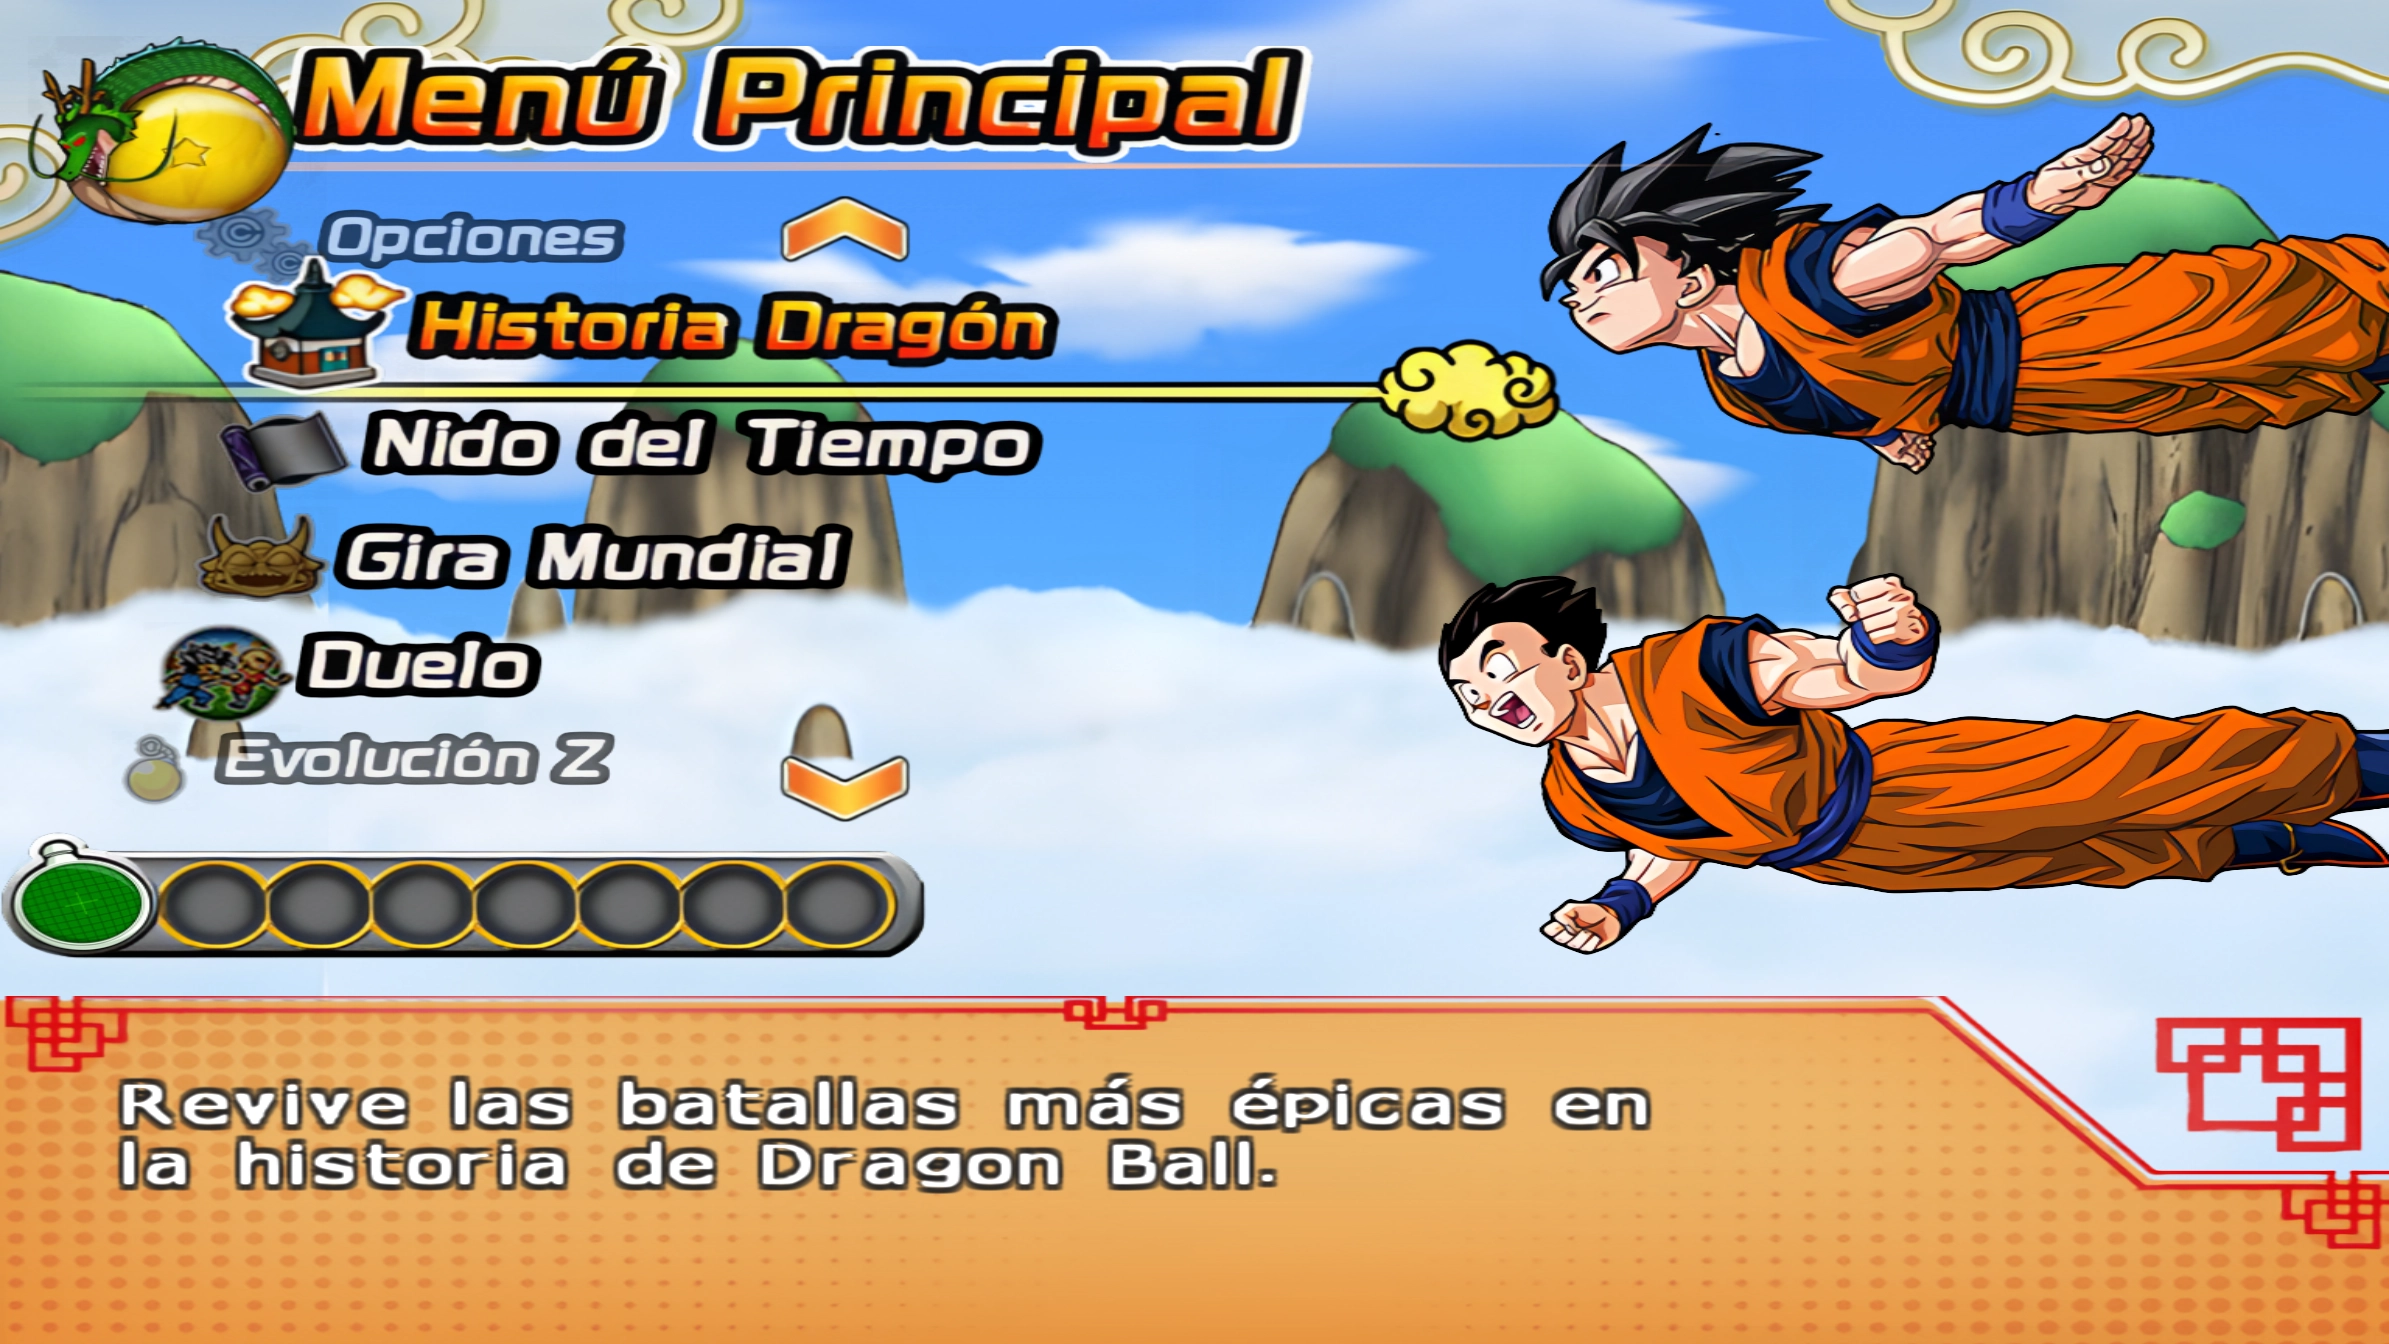 Menú Principal
Opciones
Historia Dragón
Nido del Tiempo
Gira Mundial
Duelo
Evolución Z
Revive las batallas más épicas en
la historia de Dragon Ball.